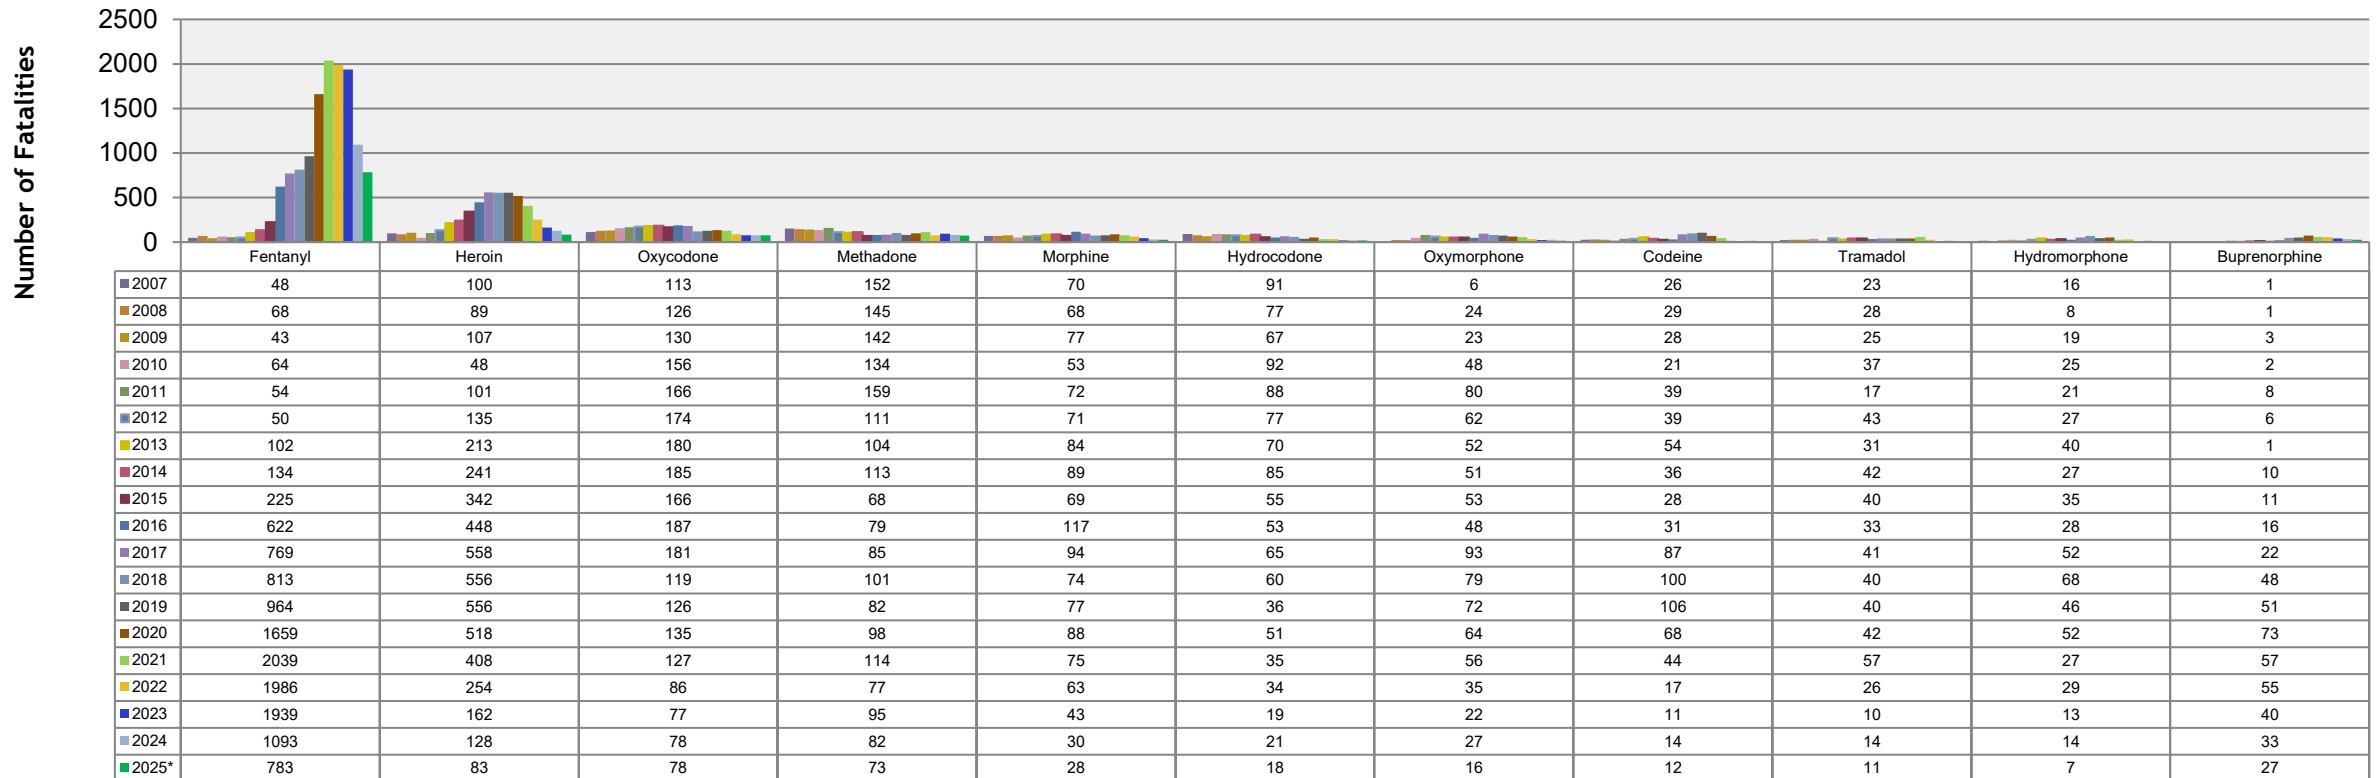 Number of Fatalities
2500
2000
1500
1000
500
0
Fentanyl Heroin Oxycodone Methadone Morphine Hydrocodone Oxymorphone Codeine Tramadol Hydromorphone Buprenorphine
2007 48 100 113 152 70 91 6 26 23 16 1
2008 68 89 126 145 68 77 24 29 28 8 1
2009 43 107 130 142 77 67 23 28 25 19 3
2010 64 48 156 134 53 92 48 21 37 25 2
2011 54 101 166 159 72 88 80 39 17 21 8
2012 50 135 174 111 71 77 62 39 43 27 6
2013 102 213 180 104 84 70 52 54 31 40 1
2014 134 241 185 113 89 85 51 36 42 27 10
2015 225 342 166 68 69 55 53 28 40 35 11
2016 622 448 187 79 117 53 48 31 33 28 16
2017 769 558 181 85 94 65 93 87 41 52 22
2018 813 556 119 101 74 60 79 100 40 68 48
2019 964 556 126 82 77 36 72 106 40 46 51
2020 1659 518 135 98 88 51 64 68 42 52 73
2021 2039 408 127 114 75 35 56 44 57 27 57
2022 1986 254 86 77 63 34 35 17 26 29 55
2023 1939 162 77 95 43 19 22 11 10 13 40
2024 1093 128 78 82 30 21 27 14 14 14 33
2025* 783 83 78 73 28 18 16 12 11 7 27